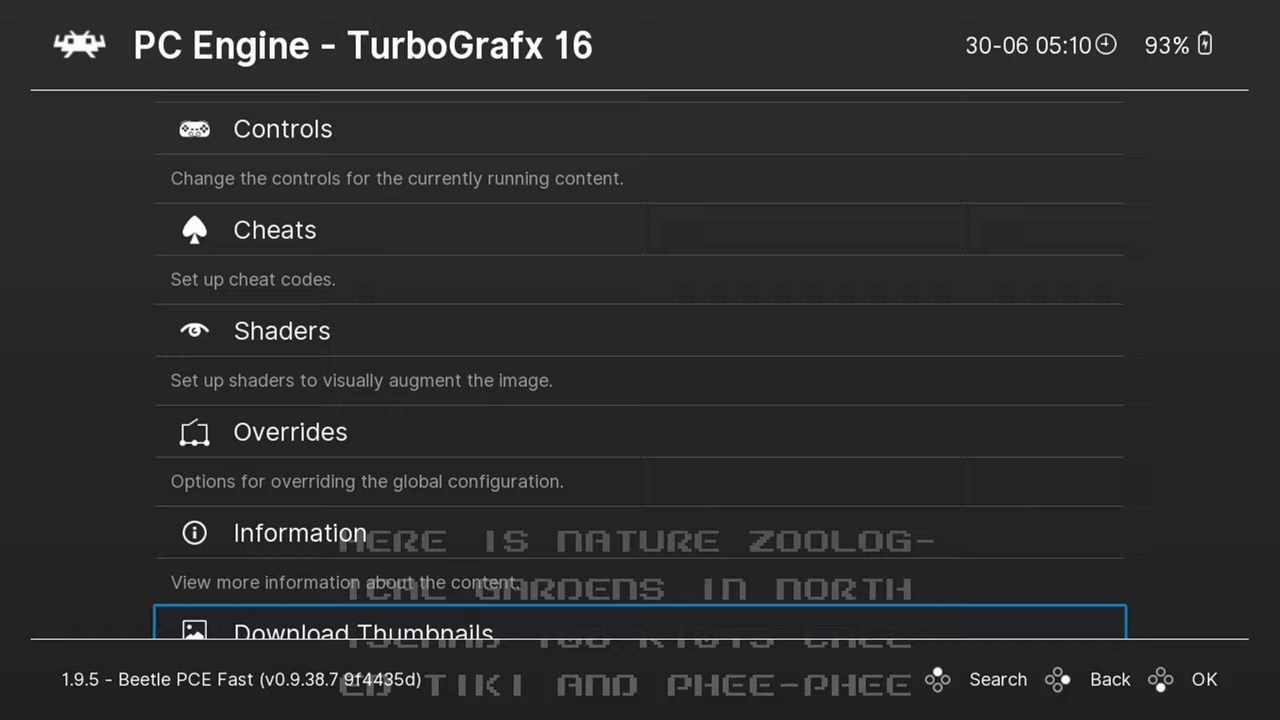 PC Engine - TurboGrafx 16
30-06 05:10
93%
Controls
Change the controls for the currently running content.
Cheats
Set up cheat codes.
Shaders
Set up shaders to visually augment the image.
Overrides
Options for overriding the global configuration.
Information
HERE IS NATURE ZOOLOG-
View more information about the content.
ICAL GARDENS IN NORTH
Download Thumbnails
TWO KIDS CALL
1.9.5 - Beetle PCE Fast (v0.9.38.7 9f4435d)
ED TIKI AND PHEE-PHEE
Search
Back
OK